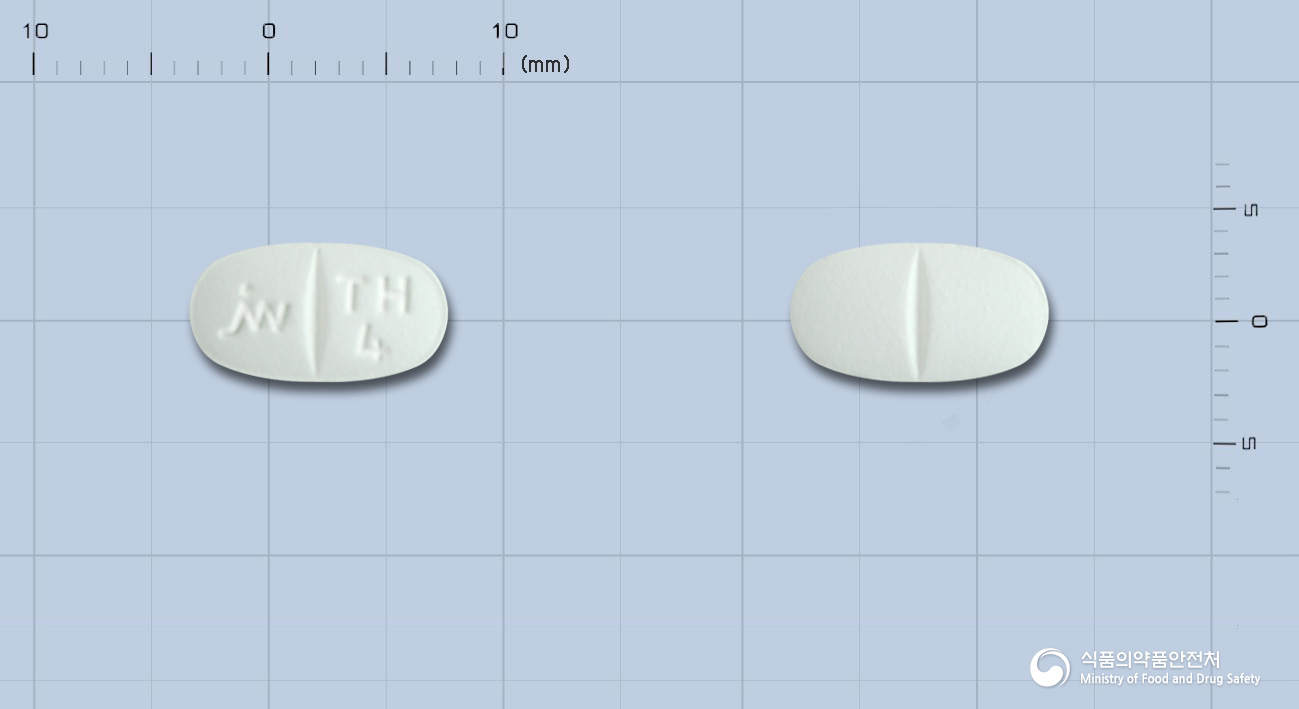 10 0 10
(mm)
JW TH
4
5
0
5
식품의약품안전처
Ministry of Food and Drug Safety